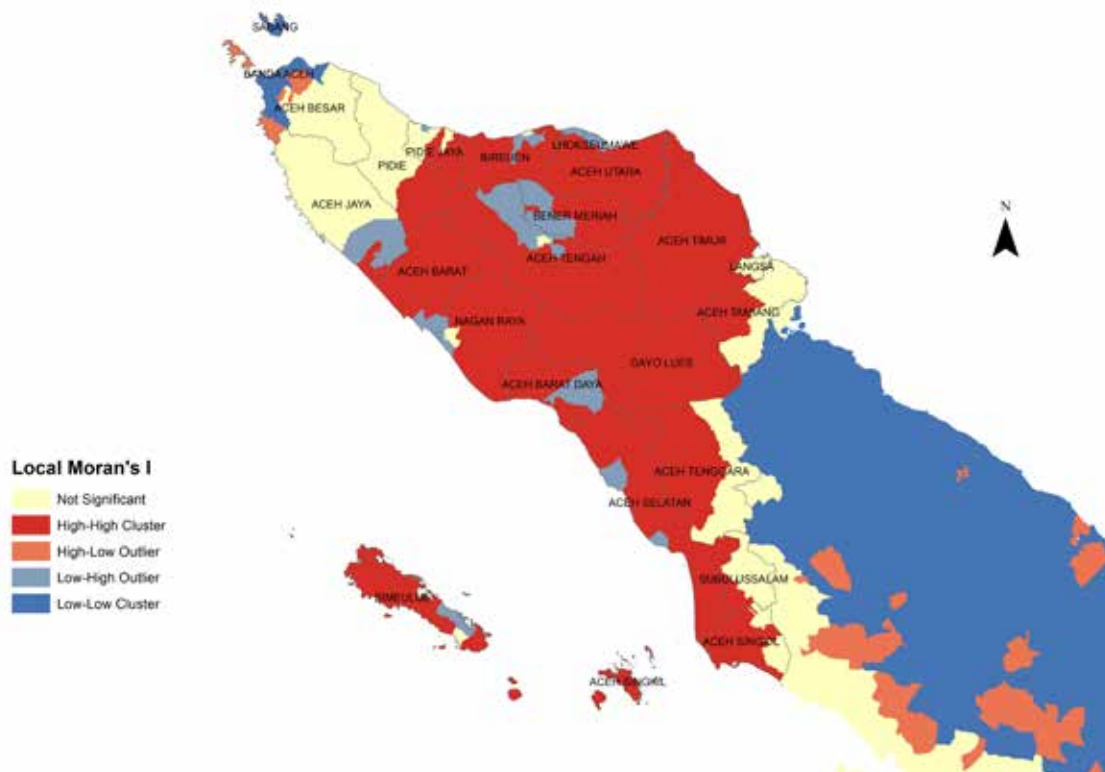 SABANG
BANDA ACEH
ACEH BESAR
PIDIE JAYA
PIDIE
BIREUEN
LHOKSEUMAWE
ACEH UTARA
ACEH JAYA
BENER MERIAH
N
ACEH TIMUR
ACEH TENGAH
LANGSA
ACEH BARAT
ACEH TAMIANG
NAGAN RAYA
GAYO LUES
ACEH BARAT DAYA
ACEH TENGGARA
ACEH SELATAN
Local Moran's I
Not Significant
High-High Cluster
High-Low Outlier
Low-High Outlier
Low-Low Cluster
SUBULUSSALAM
SIMEULUE
ACEH SINGKIL
ACEH SINGKIL